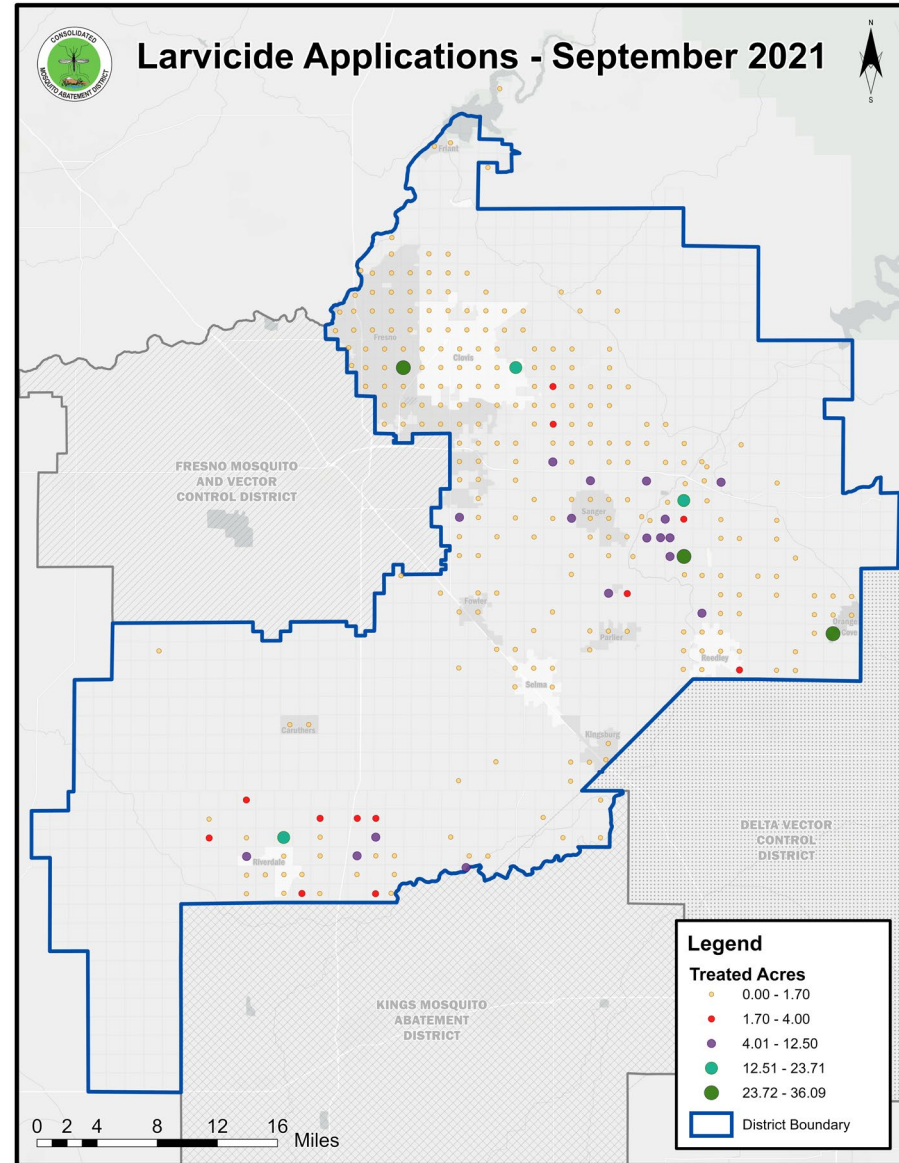 CONSOLIDATED
MOSQUITO ABATEMENT DISTRICT
Larvicide Applications - September 2021
N
S
Friant
Fresno
Clovis
FRESNO MOSQUITO
AND VECTOR
CONTROL DISTRICT
Sanger
Fowler
Parlier
Orange
Cove
Reedley
Selma
Caruthers
Kingsburg
Riverdale
DELTA VECTOR
CONTROL
DISTRICT
KINGS MOSQUITO
ABATEMENT
DISTRICT
Legend
Treated Acres
0.00 - 1.70
1.70 - 4.00
4.01 - 12.50
12.51 - 23.71
23.72 - 36.09
District Boundary
0 2 4 8 12 16
Miles